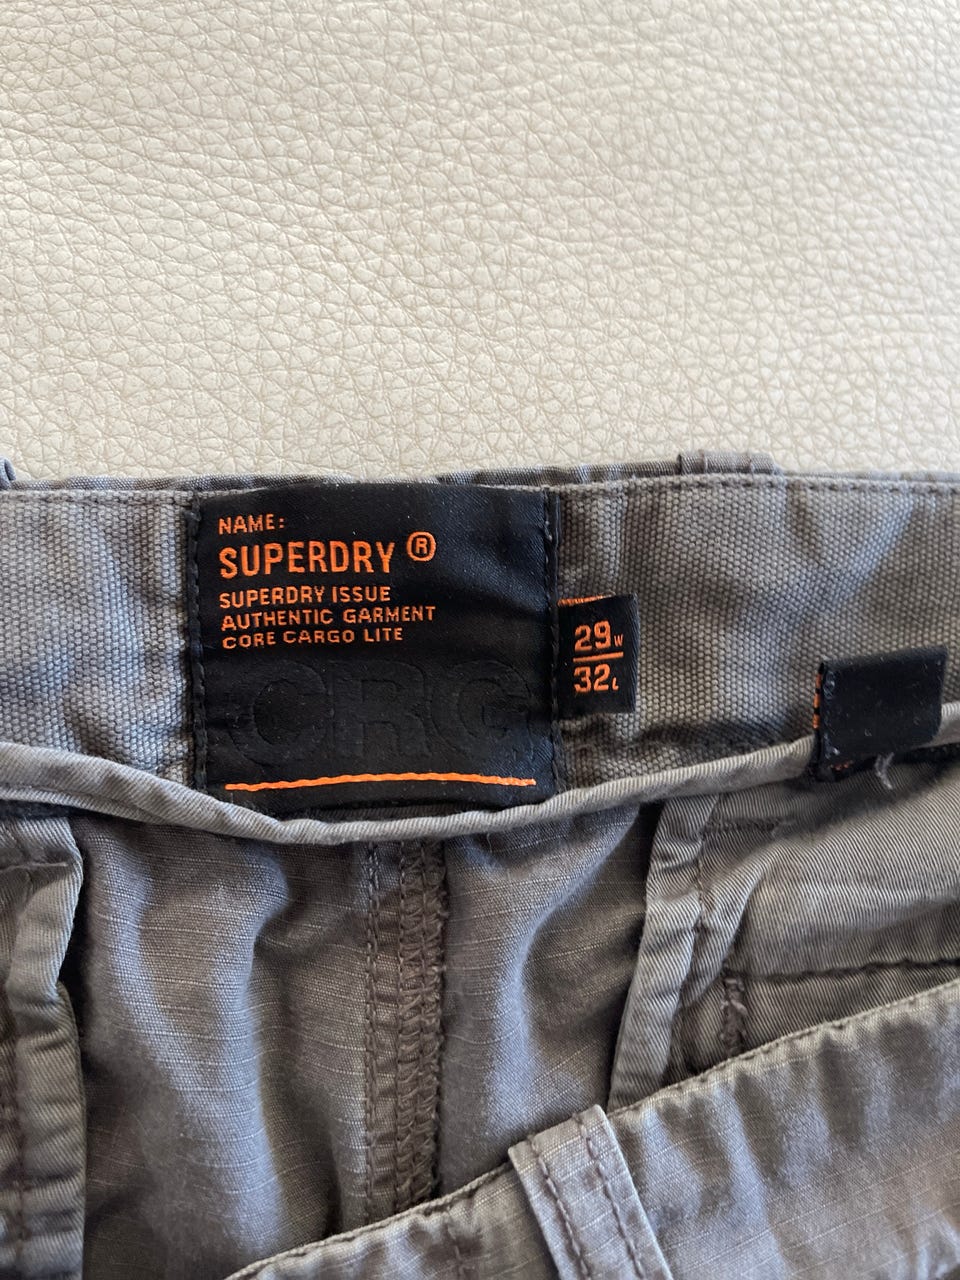 NAME:
SUPERDRY ®
SUPERDRY ISSUE
AUTHENTIC GARMENT
CORE CARGO LITE
CRG
29W
32L